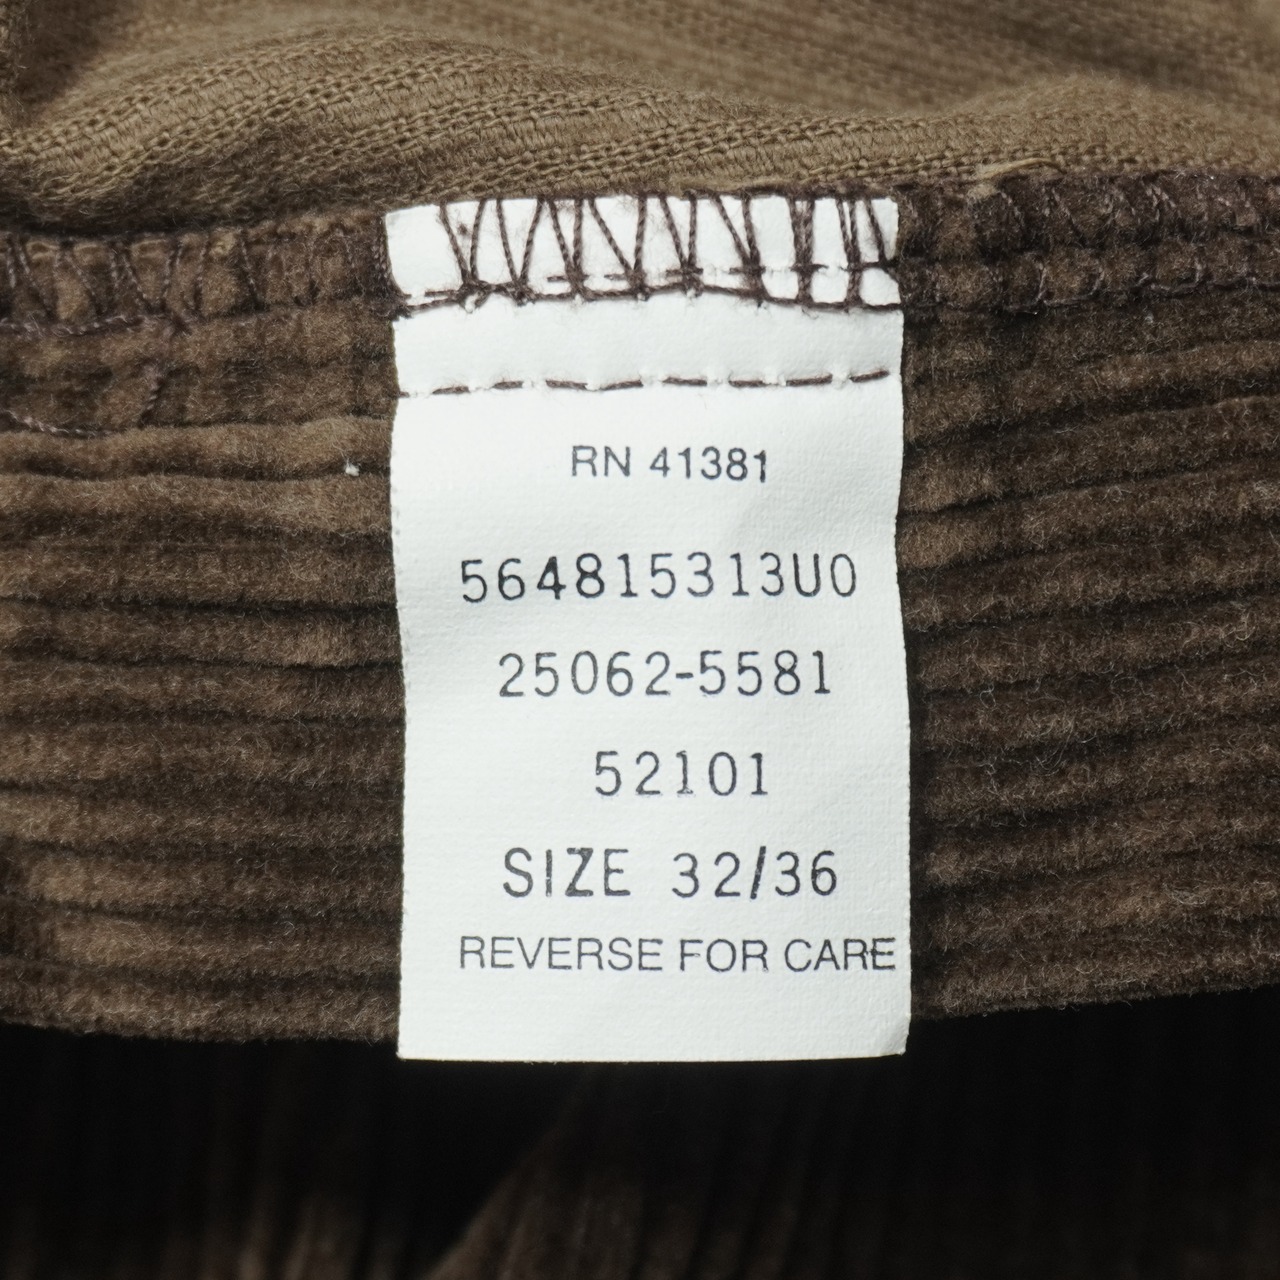 RN 41381
564815313U0
25062-5581
52101
SIZE 32/36
REVERSE FOR CARE